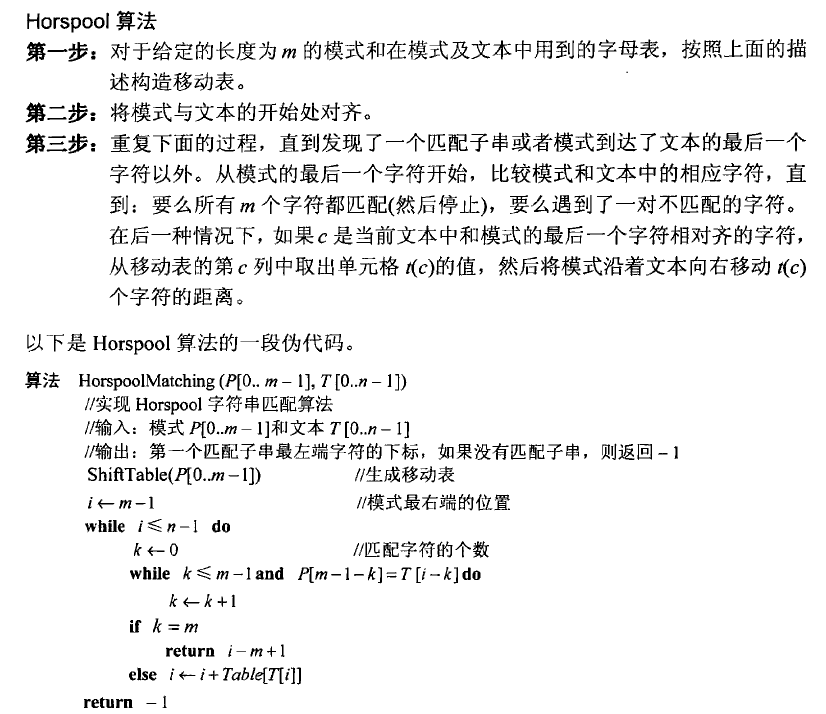 Horspool 算法
第一步：对于给定的长度为 m 的模式和在模式及文本中用到的字母表，按照上面的描
述构造移动表。
第二步：将模式与文本的开始处对齐。
第三步：重复下面的过程，直到发现了一个匹配子串或者模式到达了文本的最后一个
字符以外。从模式的最后一个字符开始，比较模式和文本中的相应字符，直
到：要么所有 m 个字符都匹配(然后停止)，要么遇到了一对不匹配的字符。
在后一种情况下，如果 c 是当前文本中和模式的最后一个字符相对齐的字符，
从移动表的第 c 列中取出单元格 t(c)的值，然后将模式沿着文本向右移动 t(c)
个字符的距离。
以下是 Horspool 算法的一段伪代码。
算法 HorspoolMatching (P[0.. m – 1], T [0..n – 1])
//实现 Horspool 字符串匹配算法
//输入：模式 P[0..m – 1]和文本 T [0..n – 1]
//输出：第一个匹配子串最左端字符的下标，如果没有匹配子串，则返回 – 1
ShiftTable(P[0..m – 1]) //生成移动表
i ← m – 1 //模式最右端的位置
while i ≤ n – 1 do
k ← 0 //匹配字符的个数
while k ≤ m – 1 and P[m – 1 – k] = T [i – k] do
k ← k + 1
if k = m
return i – m + 1
else i ← i + Table[T[i]]
return – 1